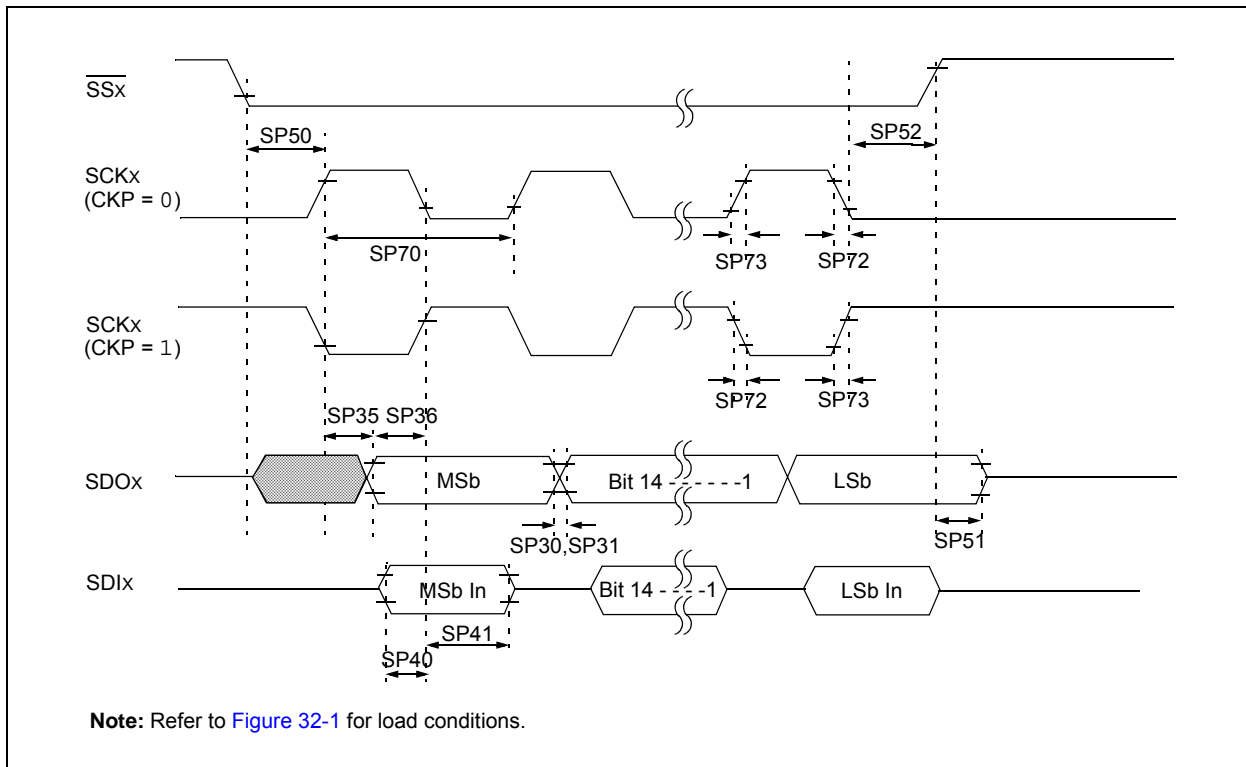 SSx
SP50
SP52
SCKx
(CKP = 0)
SP70
SP73
SP72
SCKx
(CKP = 1)
SP72
SP73
SP35 SP36
SDOx
MSb
Bit 14 - - - - - - -1
LSb
SP30,SP31
SP51
SDIx
MSb In
Bit 14 - - - -1
LSb In
SP41
SP40
Note: Refer to Figure 32-1 for load conditions.